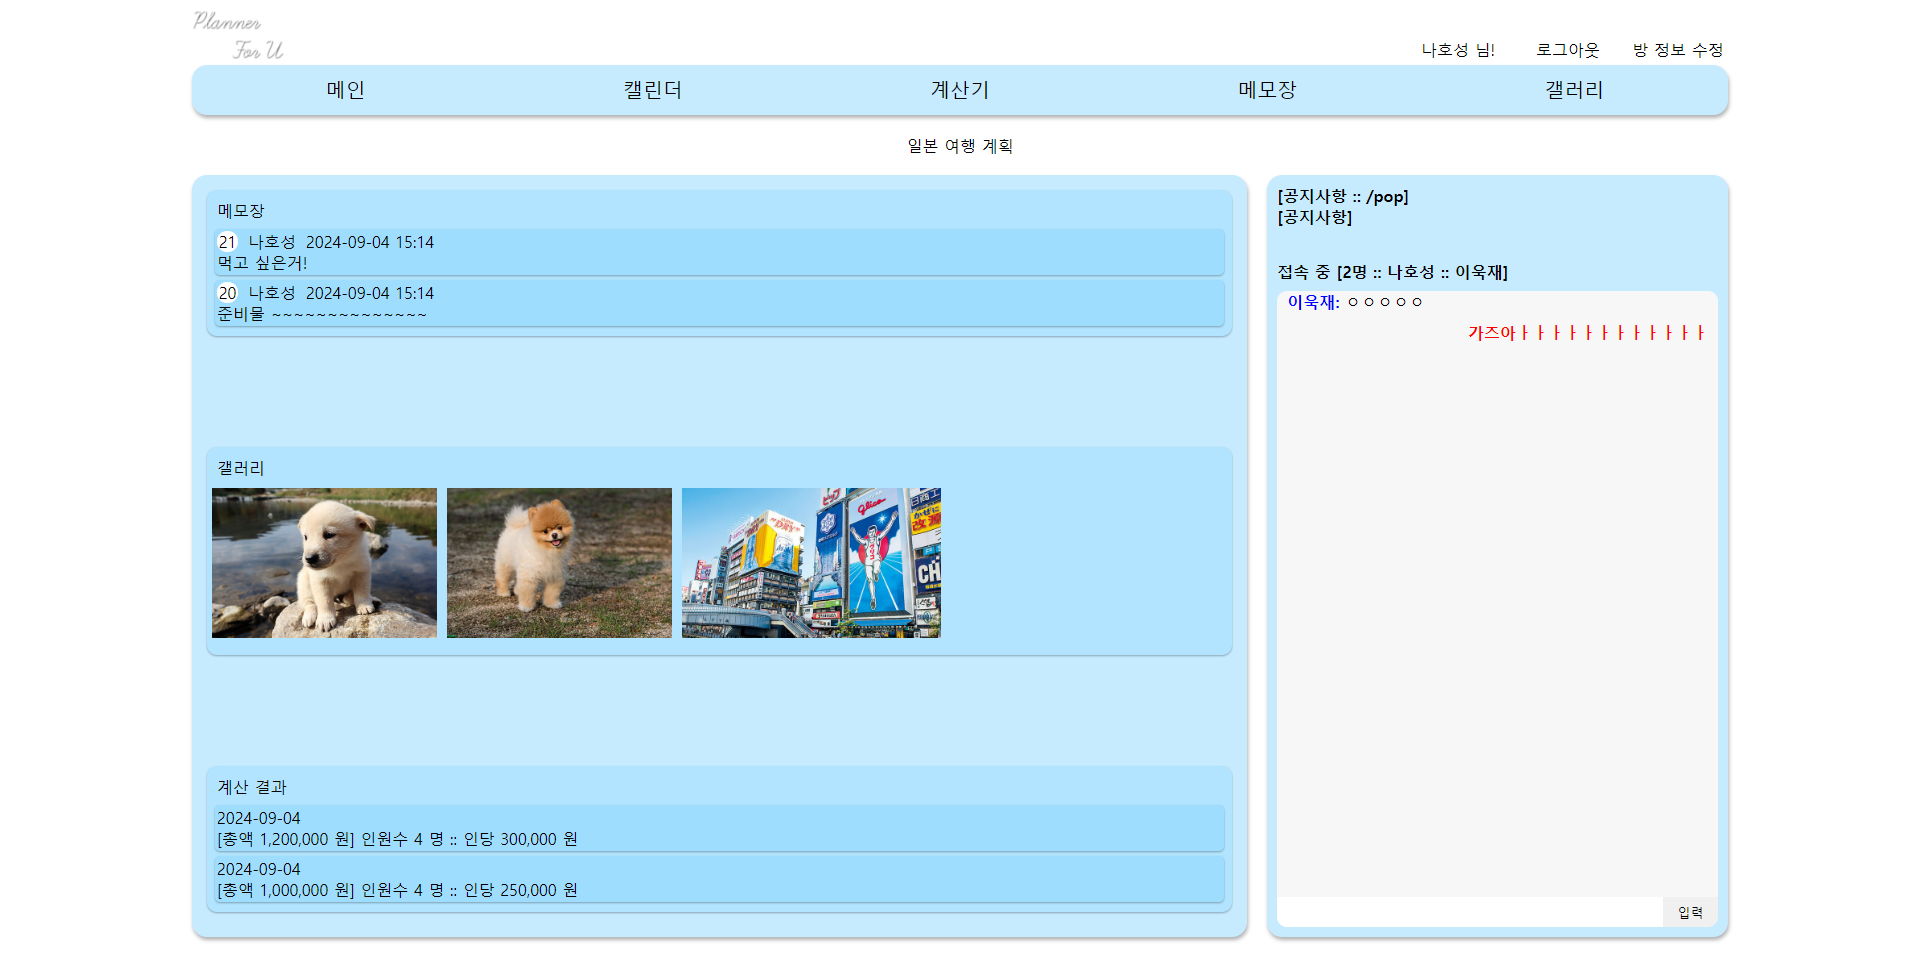 Planner
For U
나호성 님! 로그아웃 방 정보 수정
메인 캘린더 계산기 메모장 갤러리
일본 여행 계획
메모장
21 나호성 2024-09-04 15:14
먹고 싶은거!
20 나호성 2024-09-04 15:14
준비물 ~~~~~~~~~~~~~~
갤러리
Glico
DRY
CH
계산 결과
2024-09-04
[총액 1,200,000 원] 인원수 4 명 :: 인당 300,000 원
2024-09-04
[총액 1,000,000 원] 인원수 4 명 :: 인당 250,000 원
[공지사항 :: /pop]
[공지사항]
접속 중 [2명 :: 나호성 :: 이욱재]
이욱재: ㅇㅇㅇㅇㅇ
가즈아ㅏㅏㅏㅏㅏㅏㅏㅏㅏㅏㅏㅏ
입력